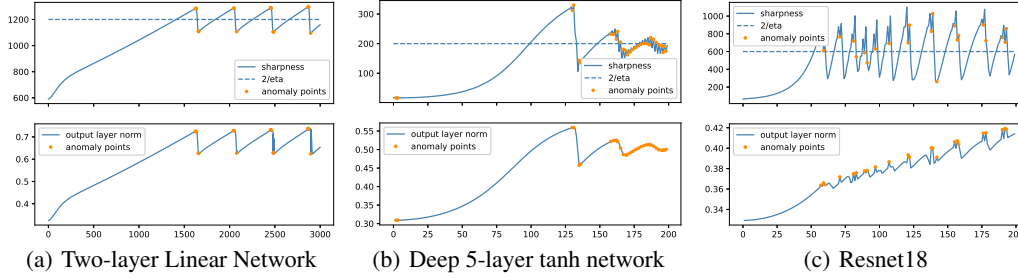 1200
1000
800
600
sharpness
2/eta
anomaly points
300
200
100
sharpness
2/eta
anomaly points
1000
800
600
400
200
sharpness
2/eta
anomaly points
0.7
0.6
0.5
0.4
output layer norm
anomaly points
0 500 1000 1500 2000 2500 3000
0.55
0.50
0.45
0.40
0.35
0.30
output layer norm
anomaly points
0 25 50 75 100 125 150 175 200
0.42
0.40
0.38
0.36
0.34
output layer norm
anomaly points
0 25 50 75 100 125 150 175 200
(a) Two-layer Linear Network
(b) Deep 5-layer tanh network
(c) Resnet18